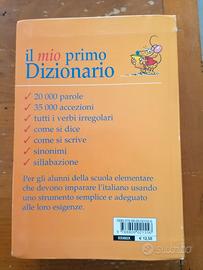 il mio primo
Dizionario
20 000 parole
35 000 accezioni
tutti i verbi irregolari
come si dice
come si scrive
sinonimi
sillabazione
Per gli alunni della scuola elementare
che devono imparare l'italiano usando
uno strumento semplice e adeguato
alle loro esigenze.